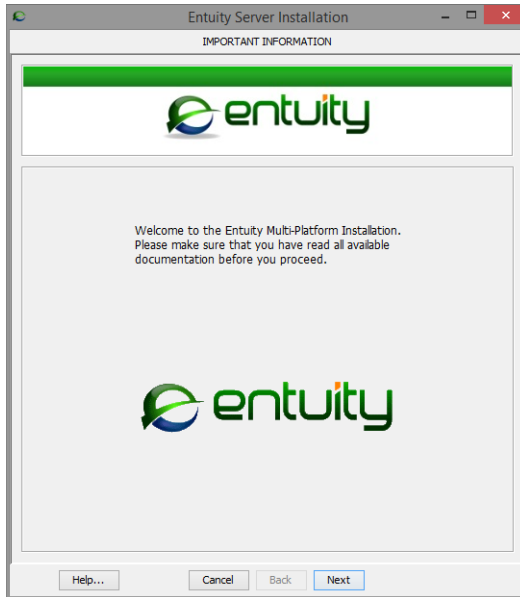 Entuity Server Installation
IMPORTANT INFORMATION
entuity
Welcome to the Entuity Multi-Platform Installation.
Please make sure that you have read all available
documentation before you proceed.
entuity
Help... Cancel Back Next